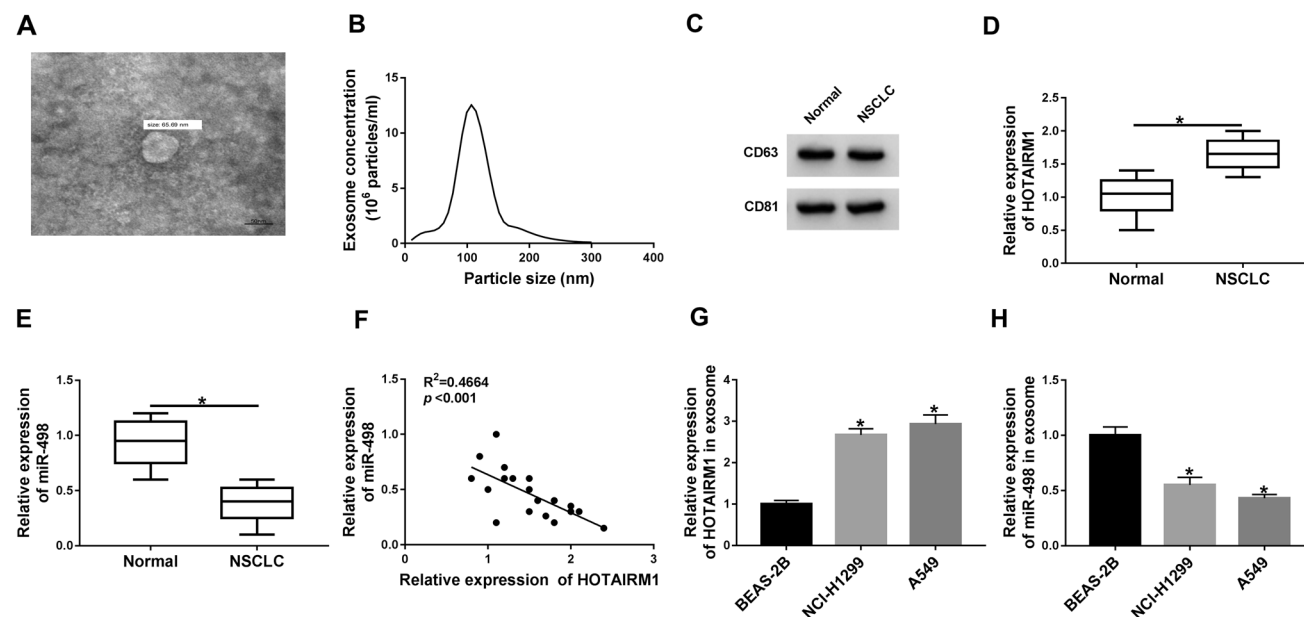 A
size: 65.69 nm
50nm
B
Exosome concentration
(10⁶ particles/ml)
15
10
5
0
0
100
200
300
400
Particle size (nm)
C
Normal
NSCLC
CD63
CD81
D
Relative expression
of HOTAIRM1
2.5
2.0
1.5
1.0
0.5
0.0
*
Normal
NSCLC
E
Relative expression
of miR-498
1.5
1.0
0.5
0.0
*
Normal
NSCLC
F
R²=0.4664
p <0.001
Relative expression
of miR-498
1.5
1.0
0.5
0.0
0
1
2
3
Relative expression of HOTAIRM1
G
Relative expression
of HOTAIRM1 in exosome
4
3
2
1
0
*
*
BEAS-2B
NCI-H1299
A549
H
Relative expression
of miR-498 in exosome
1.5
1.0
0.5
0.0
*
*
BEAS-2B
NCI-H1299
A549